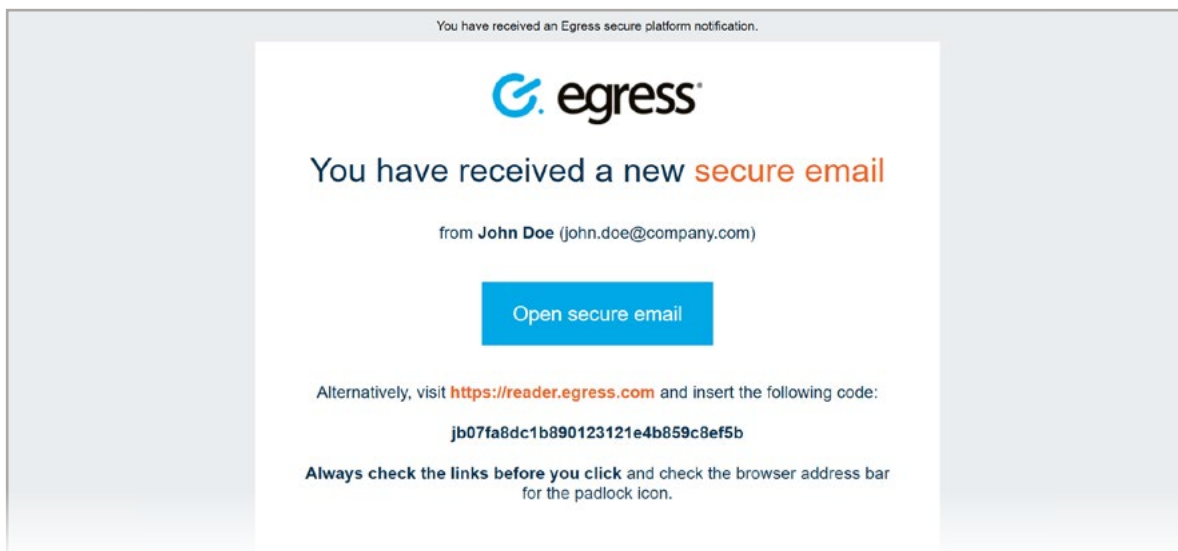 You have received an Egress secure platform notification.
egress
You have received a new secure email
from John Doe (john.doe@company.com)
Open secure email
Alternatively, visit https://reader.egress.com and insert the following code:
jb07fa8dc1b890123121e4b859c8ef5b
Always check the links before you click and check the browser address bar
for the padlock icon.